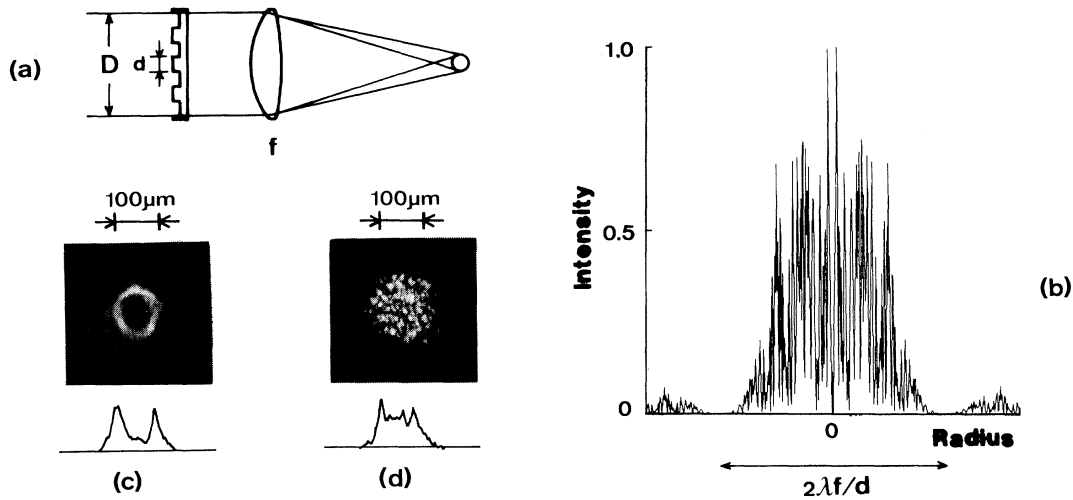 (a)
D
d
f
100µm
100µm
(c)
(d)
1.0
0.5
0
Intensity
0
Radius
2λf/d
(b)